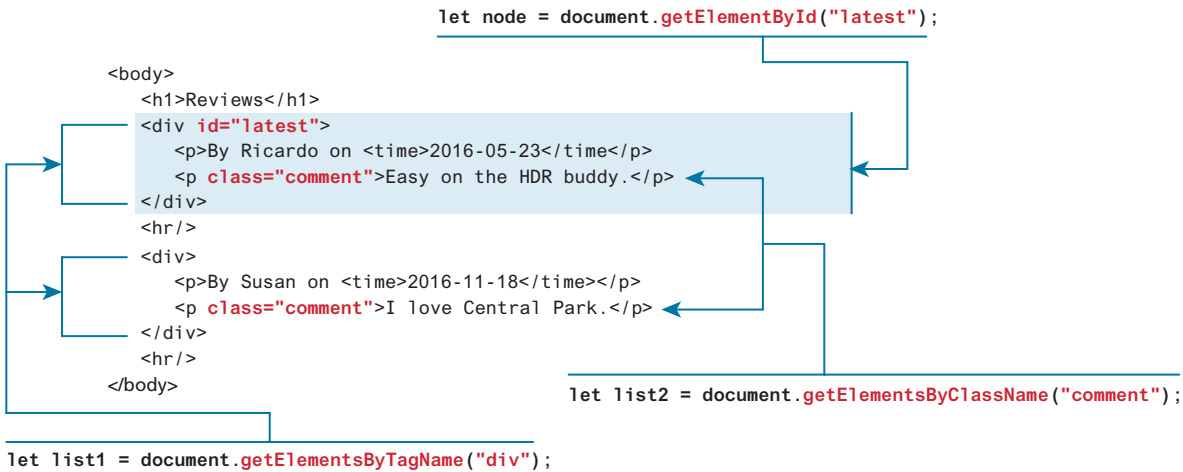 let node = document.getElementById("latest");
<body>
<h1>Reviews</h1>
<div id="latest">
<p>By Ricardo on <time>2016-05-23</time</p>
<p class="comment">Easy on the HDR buddy.</p>
</div>
<hr/>
<div>
<p>By Susan on <time>2016-11-18</time></p>
<p class="comment">I love Central Park.</p>
</div>
<hr/>
</body>
let list2 = document.getElementsByClassName("comment");
let list1 = document.getElementsByTagName("div");